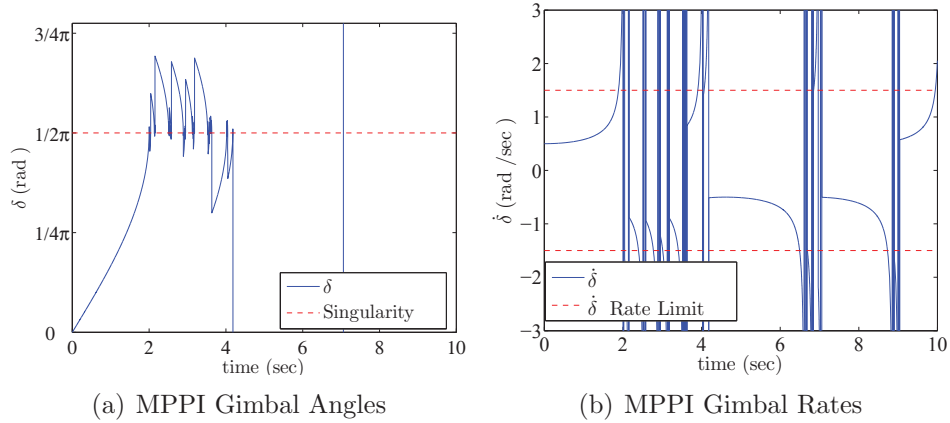 3/4π
1/2π
1/4π
0
0 2 4 6 8 10
δ (rad )
time (sec)
δ
Singularity
(a) MPPI Gimbal Angles
3
2
1
0
−1
−2
−3
0 2 4 6 8 10
δ̇ (rad /sec )
time (sec)
δ̇
δ̇ Rate Limit
(b) MPPI Gimbal Rates